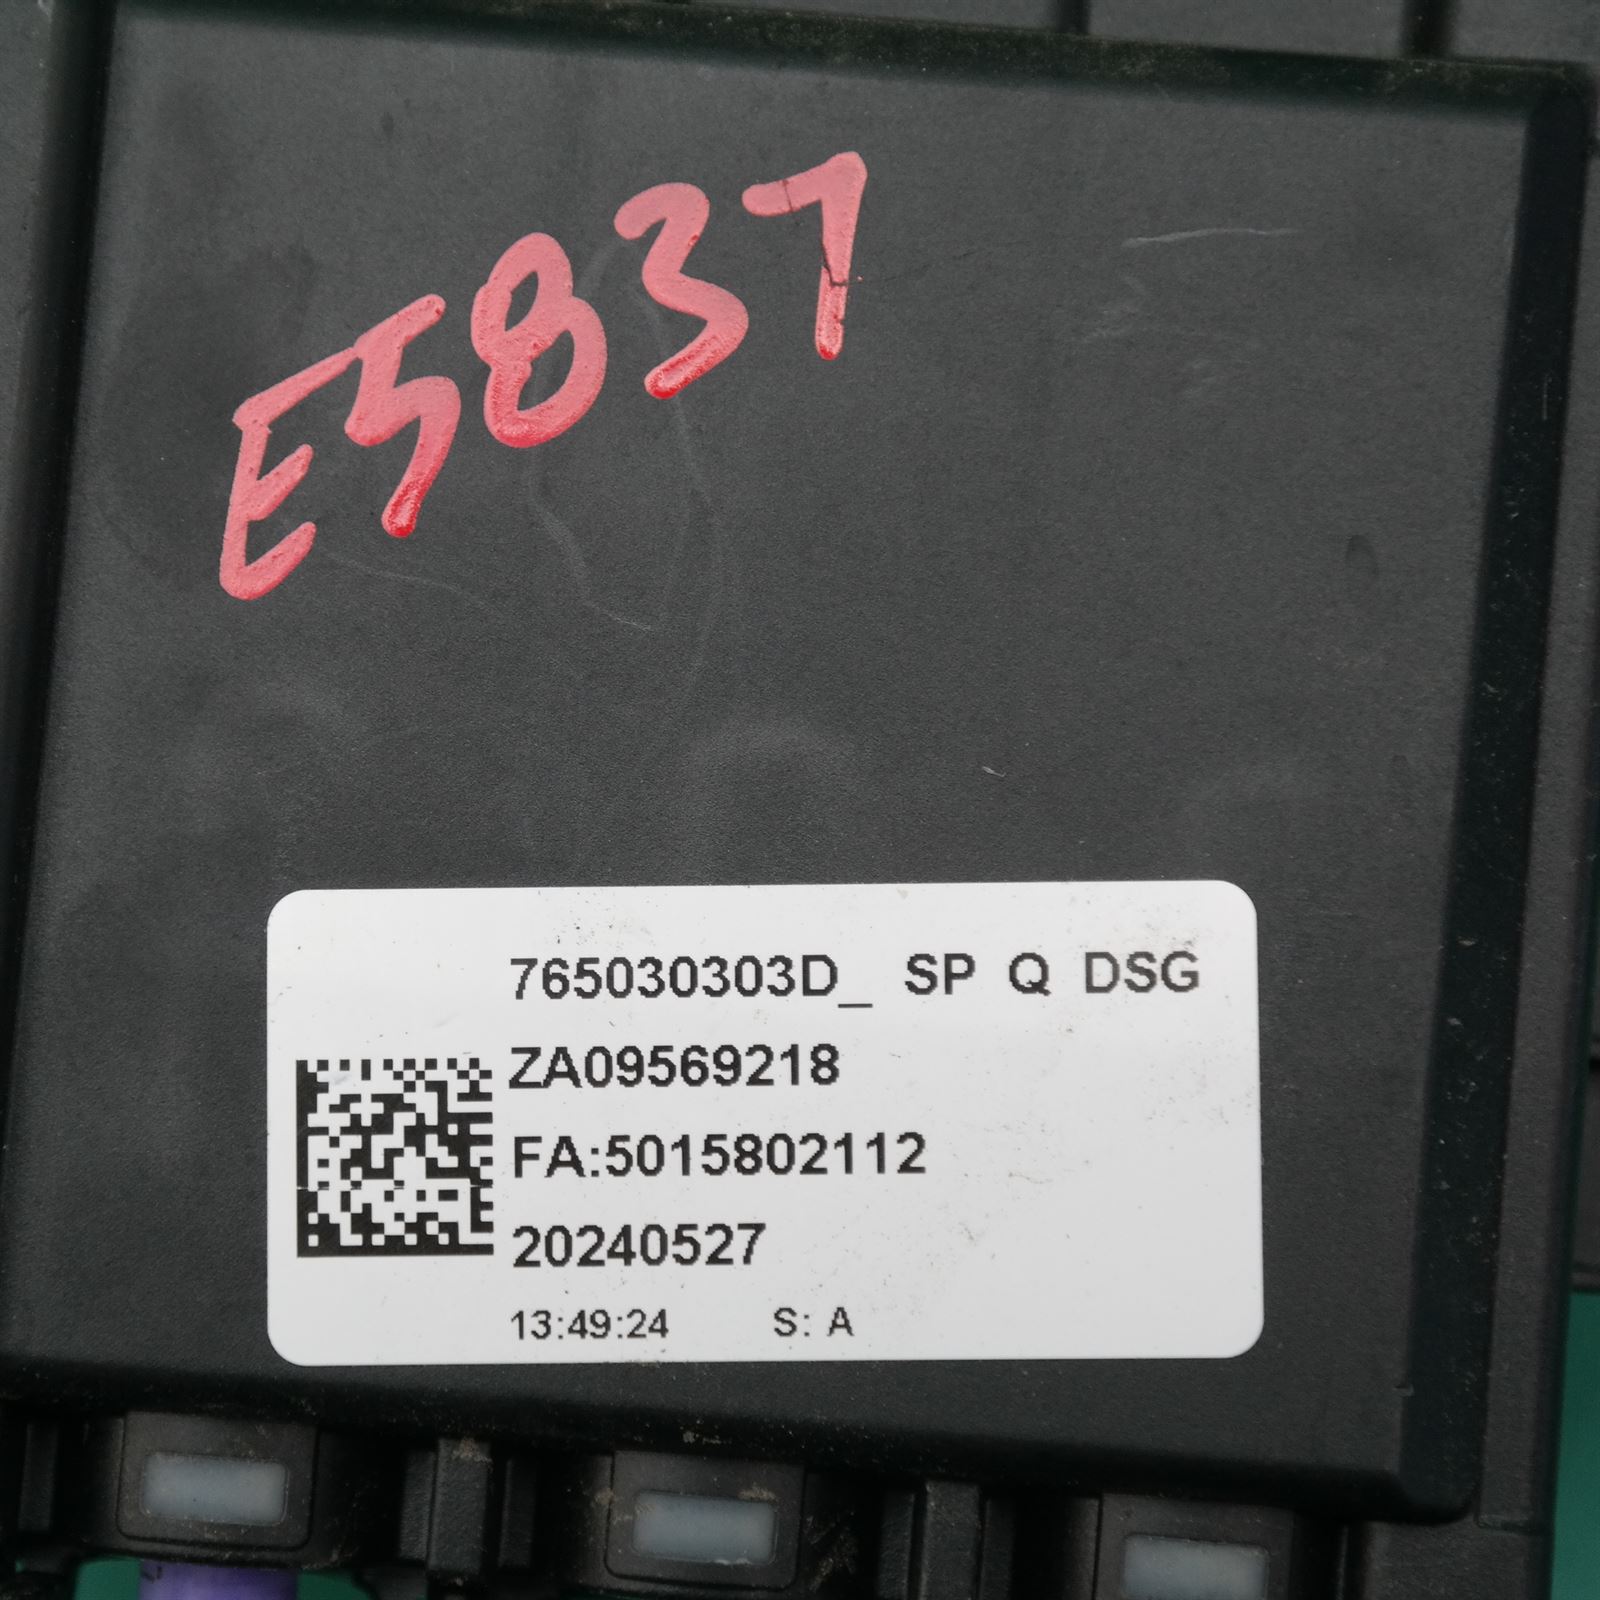 E5837
765030303D_ SP Q DSG
ZA09569218
FA:5015802112
20240527
13:49:24 S: A